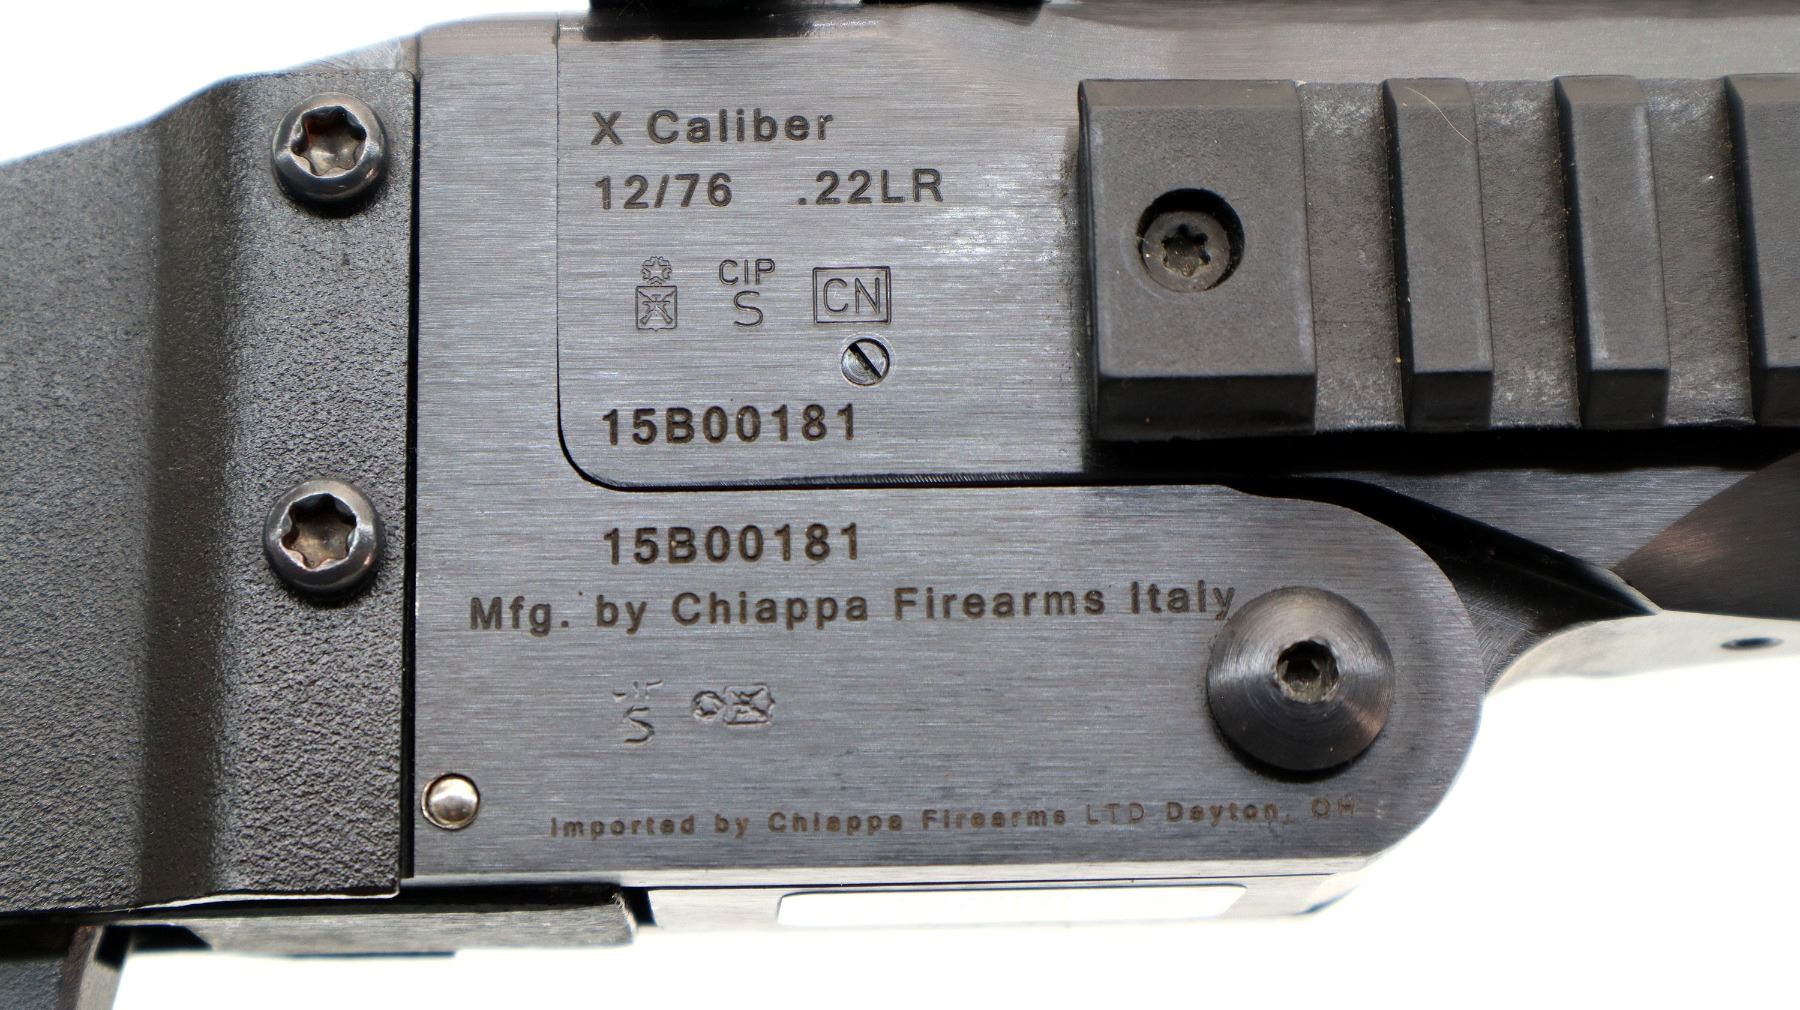 X Caliber
12/76 .22LR
CIP
S CN
15B00181
15B00181
Mfg. by Chiappa Firearms Italy
S
Imported by Chiappa Firearms LTD Dayton, OH